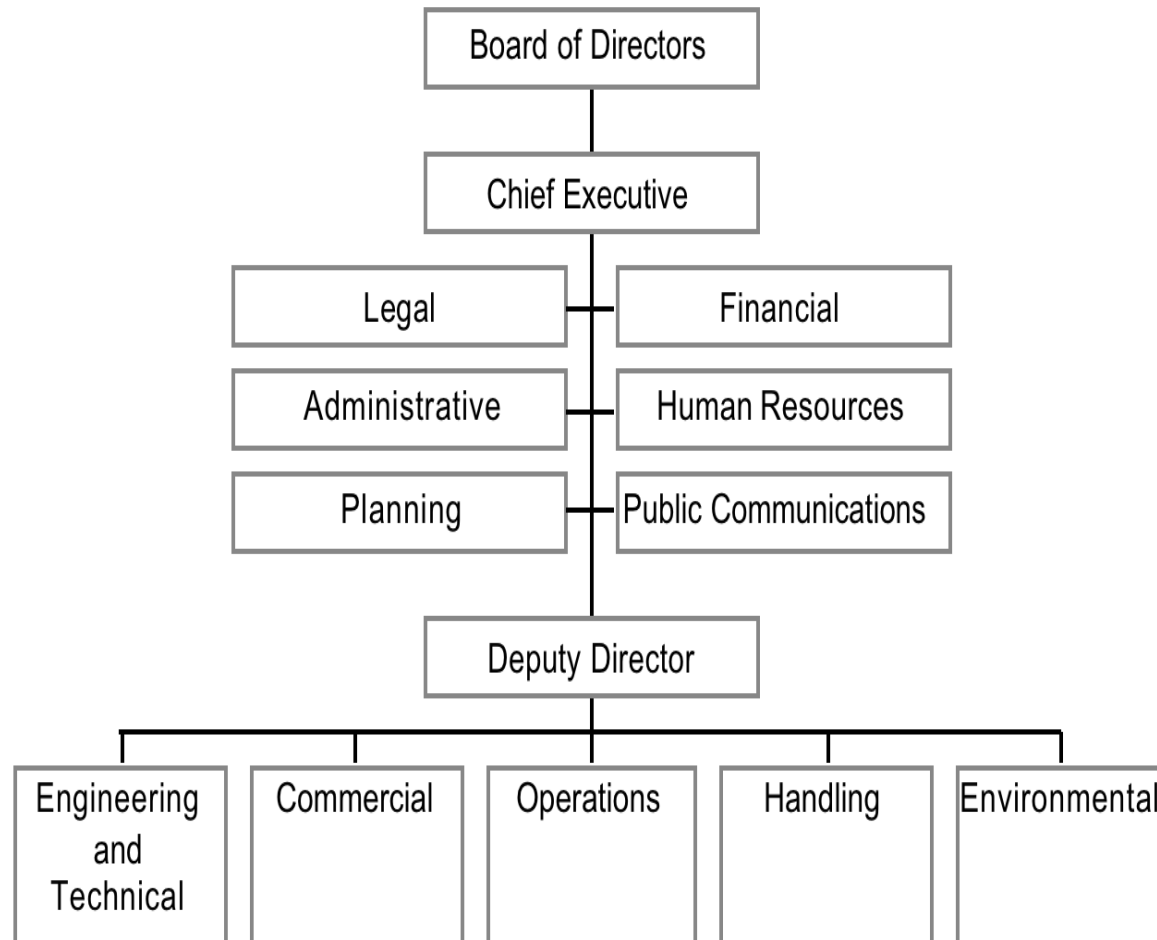 Board of Directors
Chief Executive
Legal
Financial
Administrative
Human Resources
Planning
Public Communications
Deputy Director
Engineering
and
Technical
Commercial
Operations
Handling
Environmental